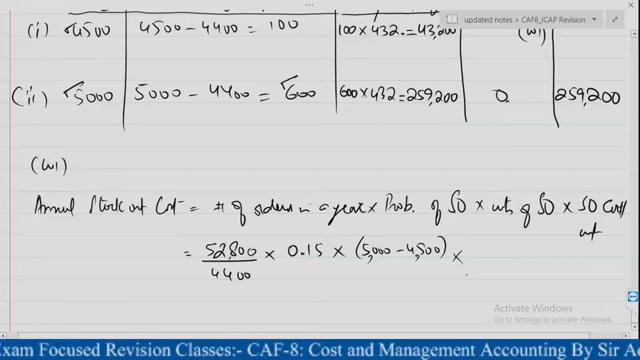 updated notes > CAF8_ICAP Revision
(i) 4500 4500 - 4400 = 100 100 x 432 = 43,200 (W1)
(ii) 5000 5000 - 4400 = 600 600 x 432 = 259,200 0. 259,200
(W1)
Annual Stock out Cost = # of orders in a year x Prob. of SO x uts of SO x SO Cost/
ut
= 52,800 x 0.15 x (5,000 - 4,500) x
4400
Activate Windows
Go to Settings to activate Windows.
Exam Focused Revision Classes:- CAF-8: Cost and Management Accounting By Sir A